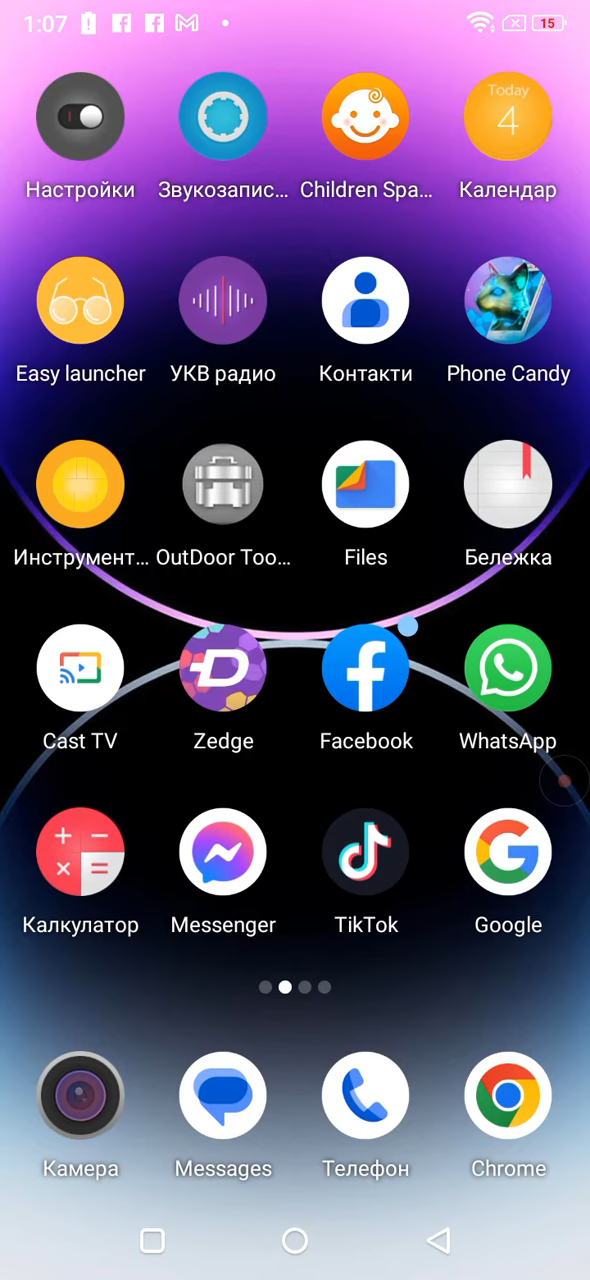 1:07
15
Настройки Звукозапис... Children Spa... Календар
Today
4
Easy launcher УКВ радио Контакти Phone Candy
Инструмент... OutDoor Too... Files Бележка
Cast TV Zedge Facebook WhatsApp
Калкулатор Messenger TikTok Google
Камера Messages Телефон Chrome